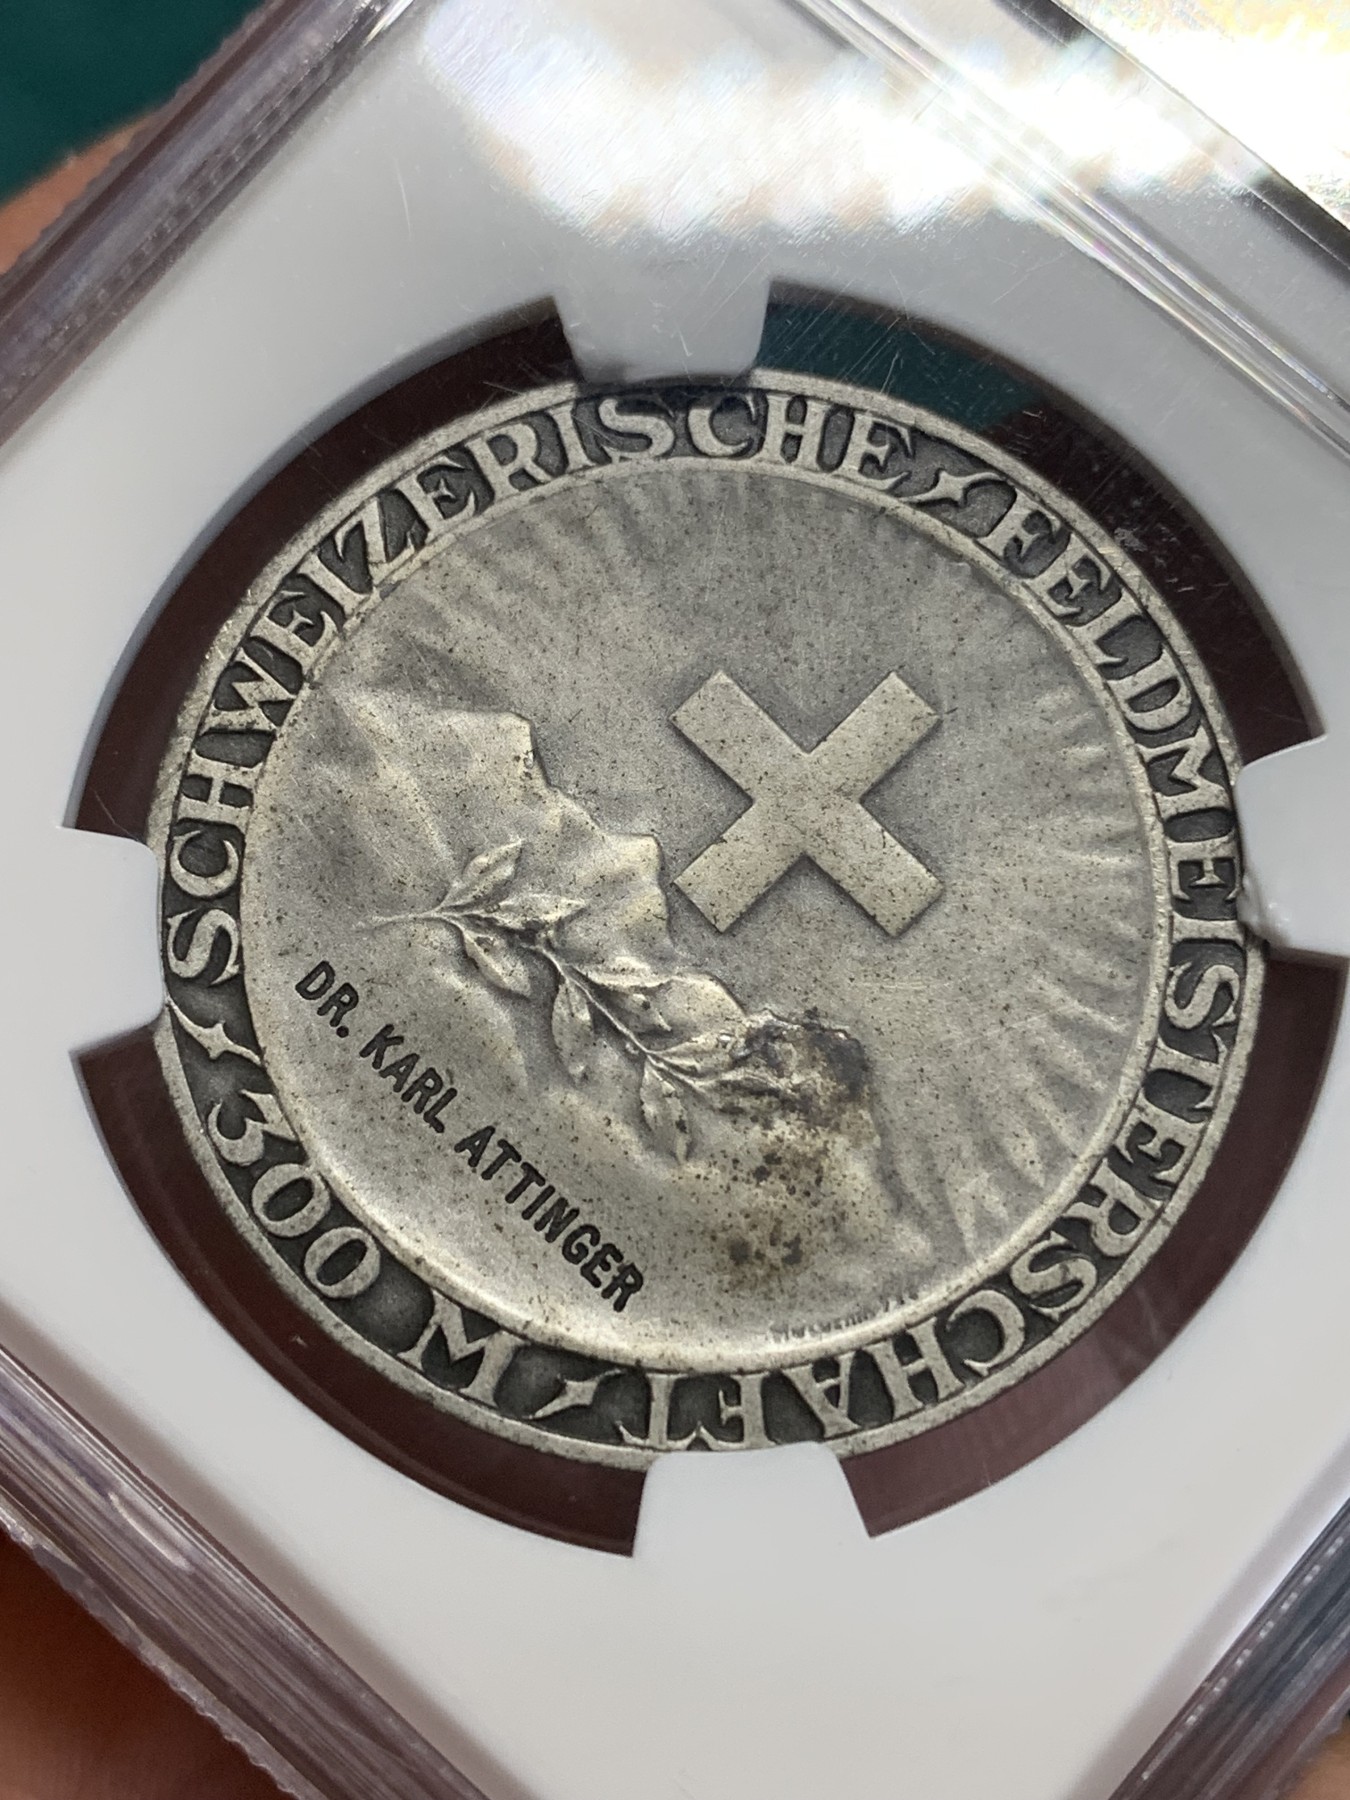 SCHWEIZERISCHE FELDMEISTERSCHAFT
300 M
DR. KARL ATTINGER